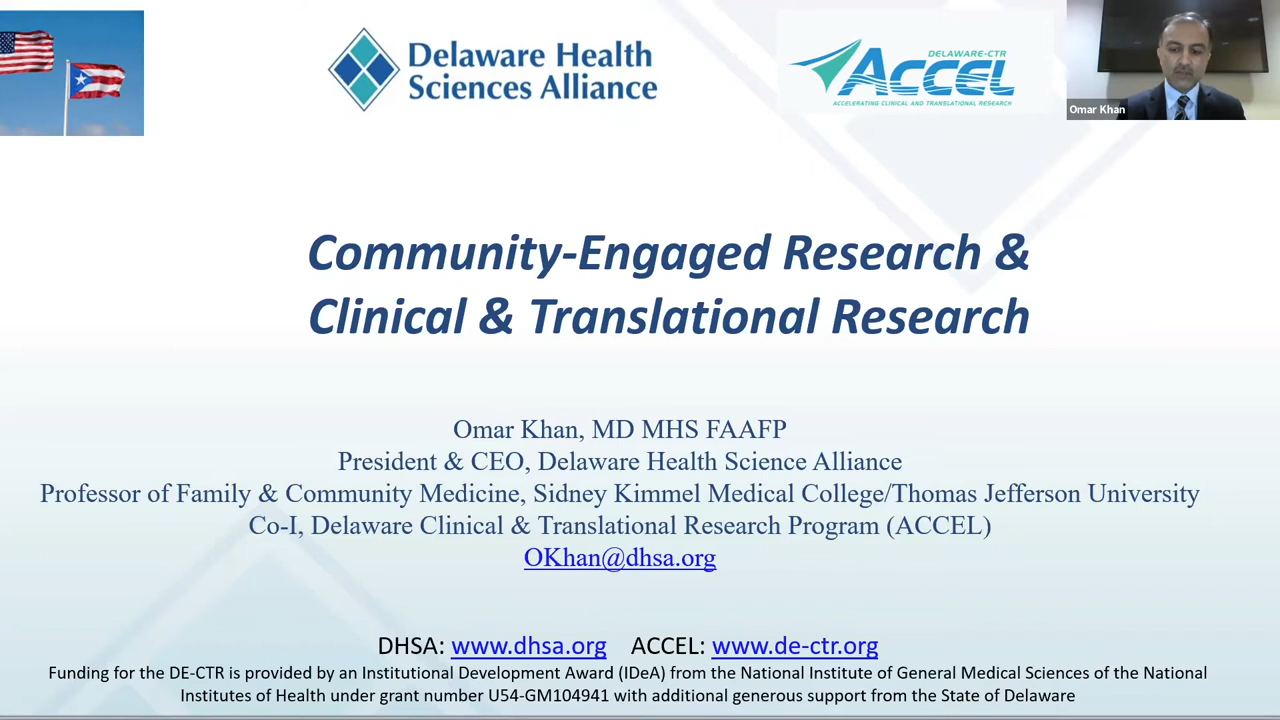 Delaware Health
Sciences Alliance
DELAWARE-CTR
ACCEL
ACCELERATING CLINICAL AND TRANSLATIONAL RESEARCH
Omar Khan
Community-Engaged Research &
Clinical & Translational Research
Omar Khan, MD MHS FAAFP
President & CEO, Delaware Health Science Alliance
Professor of Family & Community Medicine, Sidney Kimmel Medical College/Thomas Jefferson University
Co-I, Delaware Clinical & Translational Research Program (ACCEL)
OKhan@dhsa.org
DHSA: www.dhsa.org ACCEL: www.de-ctr.org
Funding for the DE-CTR is provided by an Institutional Development Award (IDeA) from the National Institute of General Medical Sciences of the National
Institutes of Health under grant number U54-GM104941 with additional generous support from the State of Delaware